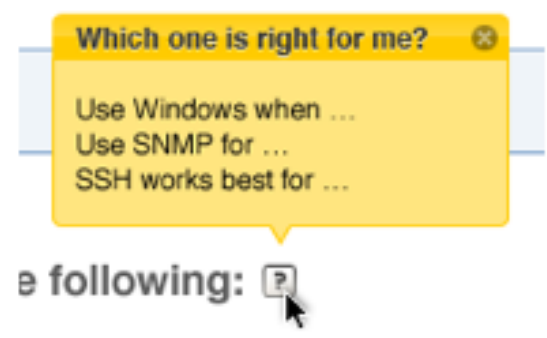 Which one is right for me?
Use Windows when ...
Use SNMP for ...
SSH works best for ...
e following: ?